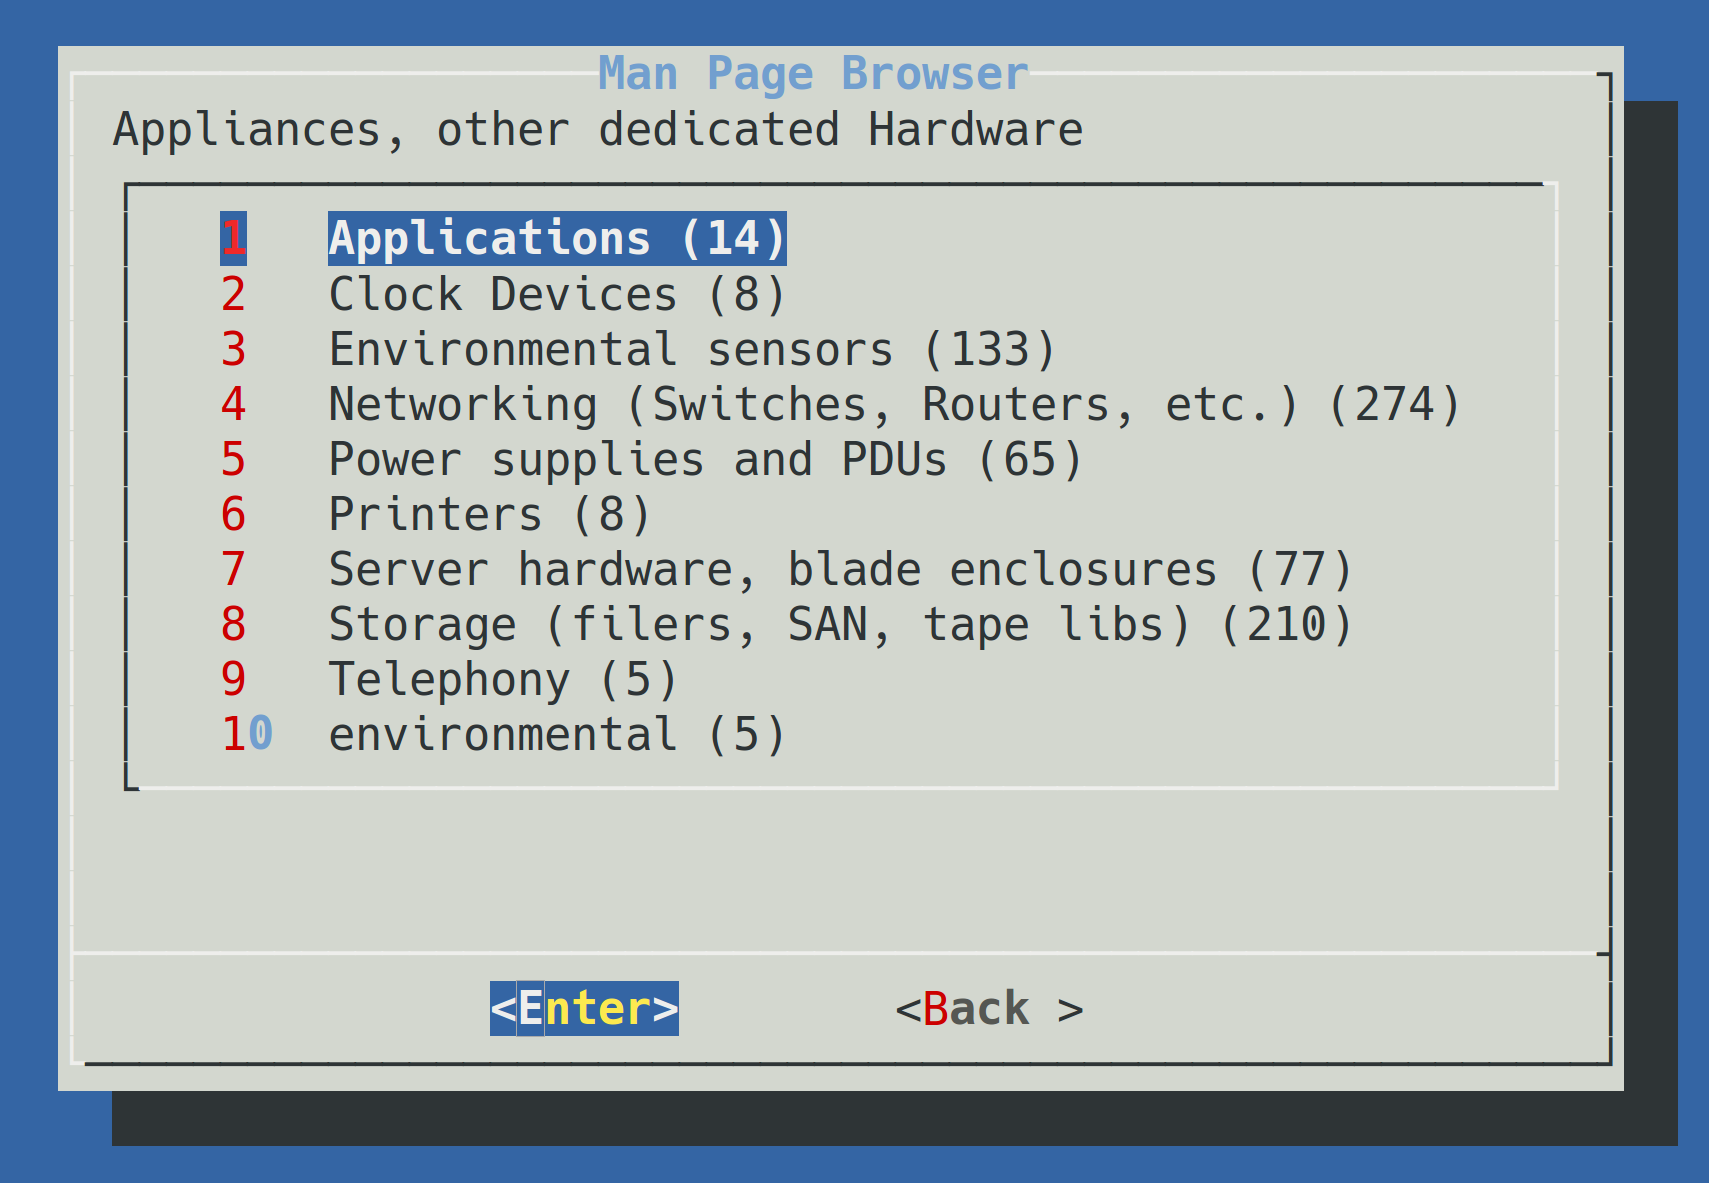 Man Page Browser
Appliances, other dedicated Hardware
1 Applications (14)
2 Clock Devices (8)
3 Environmental sensors (133)
4 Networking (Switches, Routers, etc.) (274)
5 Power supplies and PDUs (65)
6 Printers (8)
7 Server hardware, blade enclosures (77)
8 Storage (filers, SAN, tape libs) (210)
9 Telephony (5)
10 environmental (5)
<Enter> <Back >